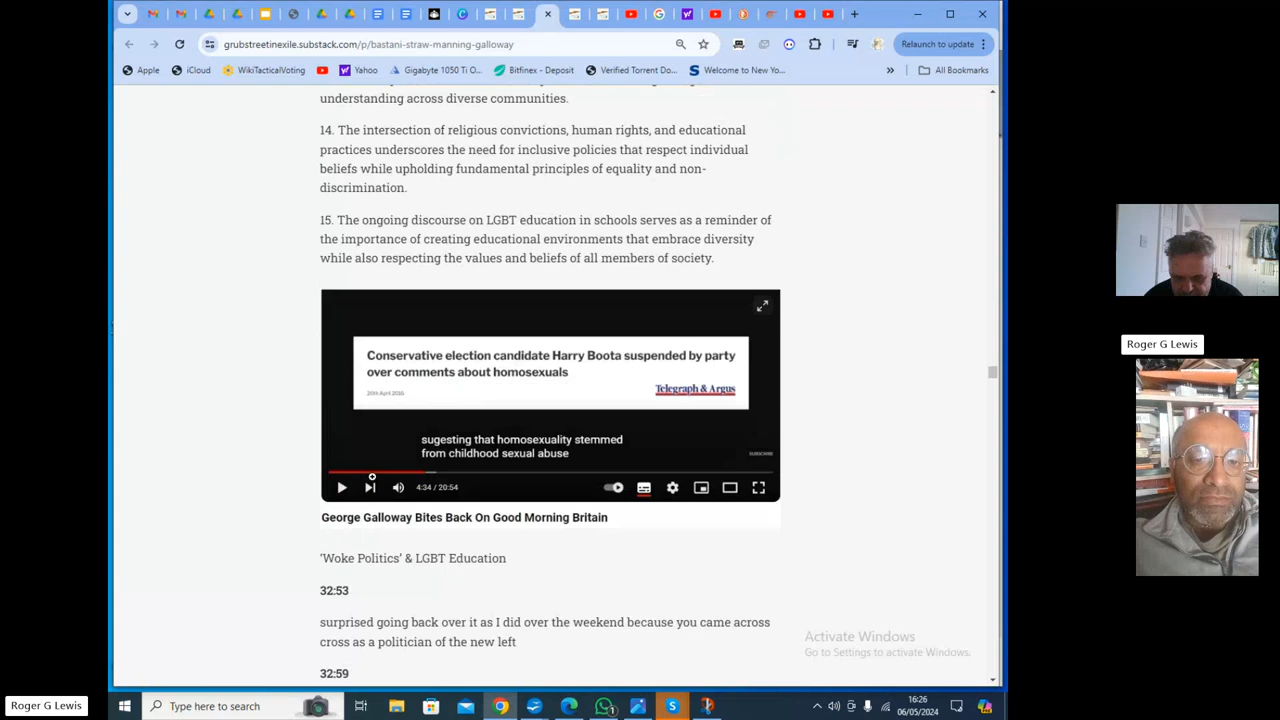 grubstreetinexile.substack.com/p/bastani-straw-manning-galloway
Relaunch to update
Apple
iCloud
WikiTacticalVoting
Yahoo
Gigabyte 1050 Ti O...
Bitfinex - Deposit
Verified Torrent Do...
Welcome to New Yo...
»
All Bookmarks
understanding across diverse communities.
14. The intersection of religious convictions, human rights, and educational
practices underscores the need for inclusive policies that respect individual
beliefs while upholding fundamental principles of equality and non-
discrimination.
15. The ongoing discourse on LGBT education in schools serves as a reminder of
the importance of creating educational environments that embrace diversity
while also respecting the values and beliefs of all members of society.
Conservative election candidate Harry Boota suspended by party
over comments about homosexuals
Telegraph & Argus
20th April 2016
sugesting that homosexuality stemmed
from childhood sexual abuse
SUBSCRIBE
4:34 / 20:54
George Galloway Bites Back On Good Morning Britain
‘Woke Politics’ & LGBT Education
32:53
surprised going back over it as I did over the weekend because you came across
cross as a politician of the new left
32:59
Activate Windows
Go to Settings to activate Windows.
Roger G Lewis
Roger G Lewis
Type here to search
16:26
06/05/2024